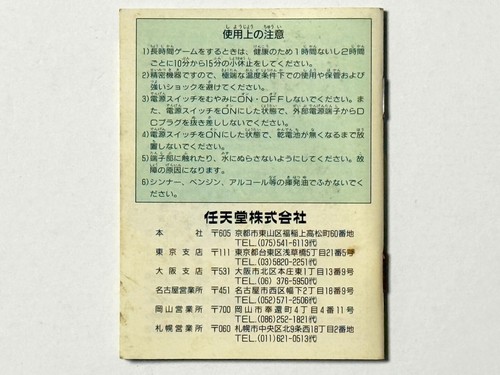 使用上の注意
1)長時間ゲームをするときは、健康のため1時間ないし2時間
ごとに10分から15分の小休止をしてください。
2)精密機器ですので、極端な温度条件下での使用や保管および
強いショックを避けてください。
3)電源スイッチをむやみにON・OFFしないでください。また
、電源スイッチをONにした状態で、外部電源端子からDC
プラグを抜き差ししないでください。
4)電源スイッチをONにした状態で、乾電池が無くなるまで放
置しないでください。
5)端子部に触れたり、水にぬらさないようにしてください。故
障の原因になります。
6)シンナー、ベンジン、アルコール等の揮発油でふかないでく
ださい。
任天堂株式会社
本社 〒605 京都市東山区福稲上高松町60番地
TEL.(075)541-6113代
東京支店 〒111 東京都台東区浅草橋5丁目21番5号
TEL.(03)5820-2251代
大阪支店 〒531 大阪市北区本庄東1丁目13番9号
TEL.(06) 376-5950代
名古屋営業所 〒451 名古屋市西区幅下2丁目18番9号
TEL.(052)571-2506代
岡山営業所 〒700 岡山市奉還町4丁目4番11号
TEL.(086)252-1821代
札幌営業所 〒060 札幌市中央区北9条西18丁目2番地
TEL.(011)621-0513代